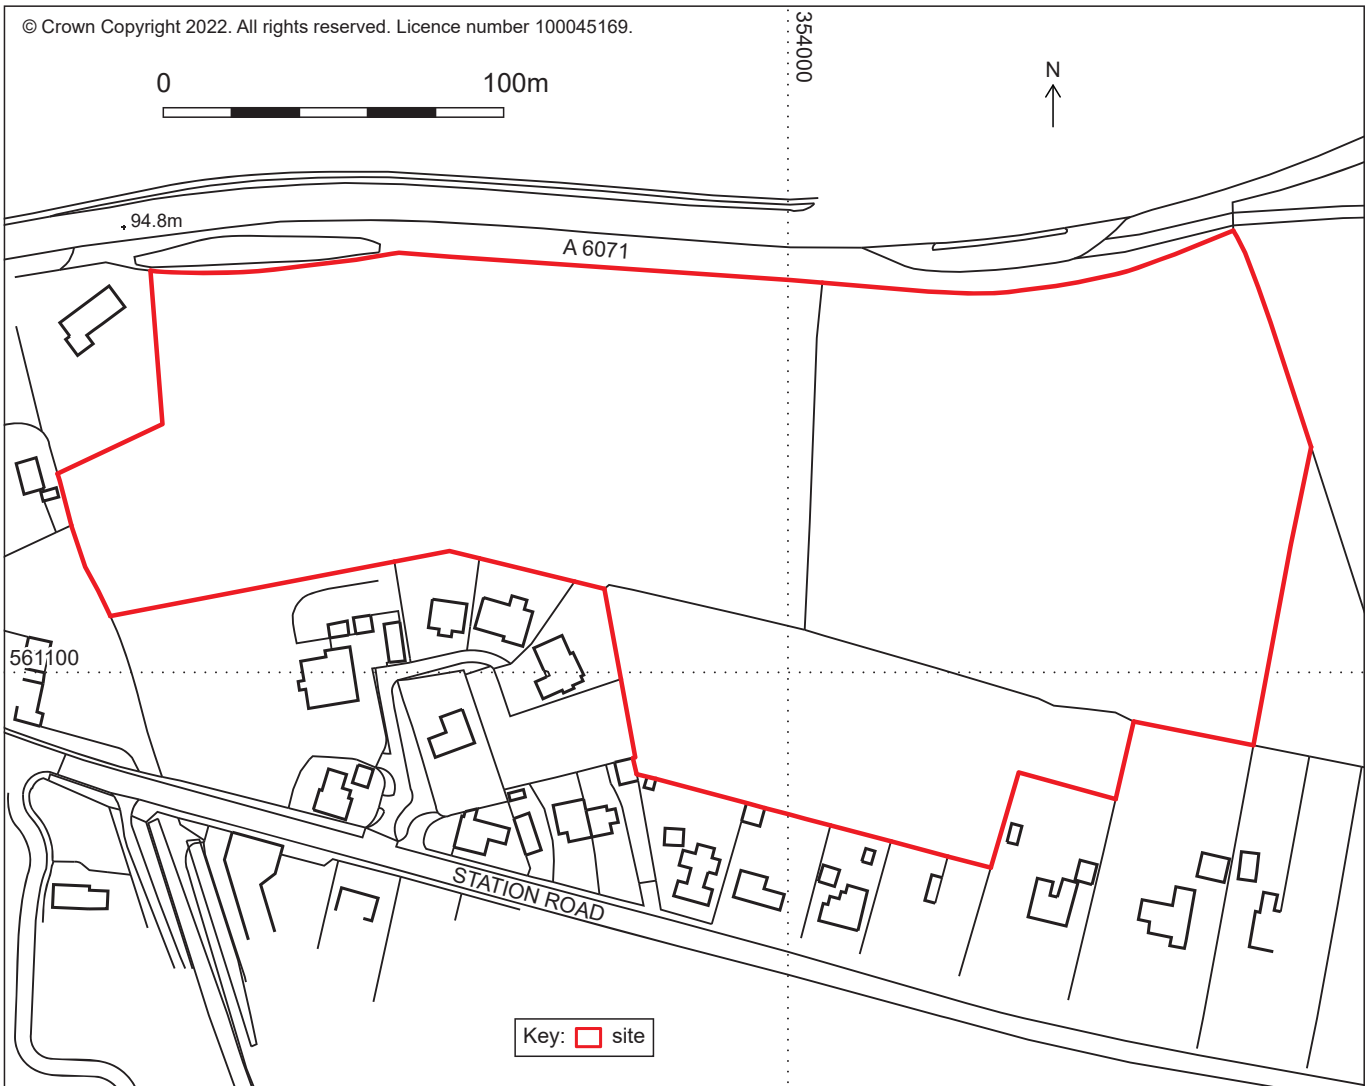 © Crown Copyright 2022. All rights reserved. Licence number 100045169.
354000
0 100m
N
94.8m
A 6071
561100
STATION ROAD
Key: site